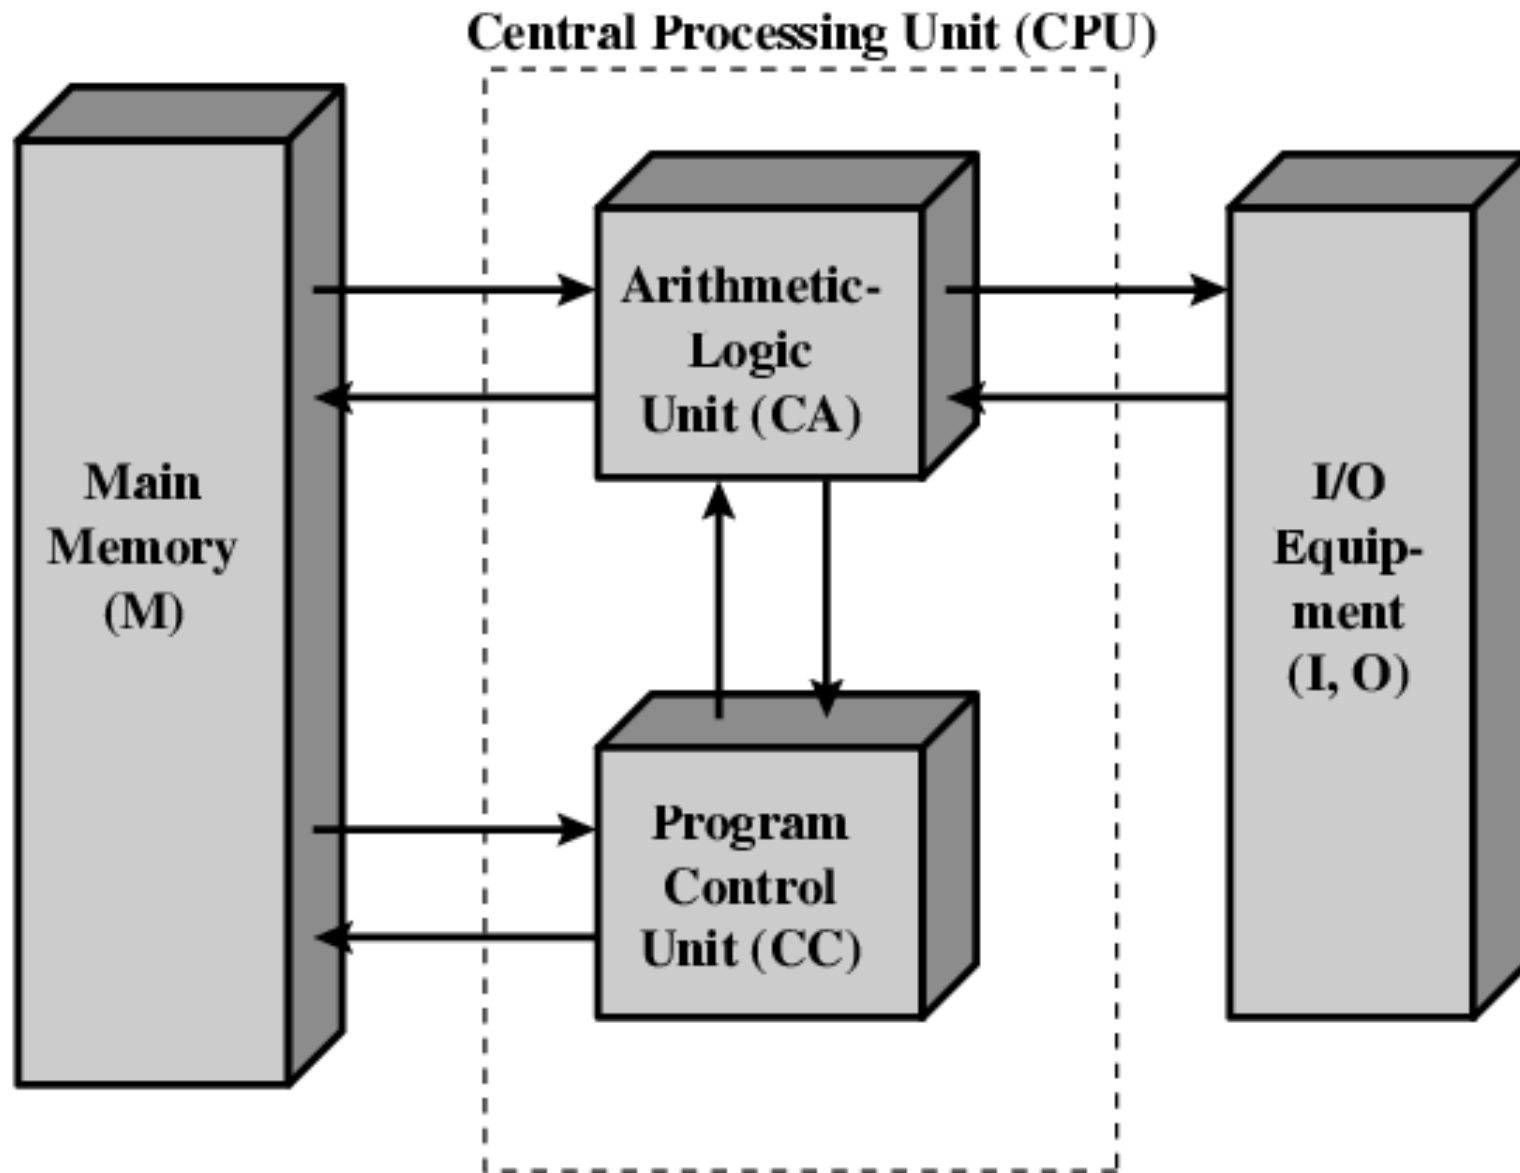 Central Processing Unit (CPU)
Main
Memory
(M)
Arithmetic-
Logic
Unit (CA)
Program
Control
Unit (CC)
I/O
Equip-
ment
(I, O)